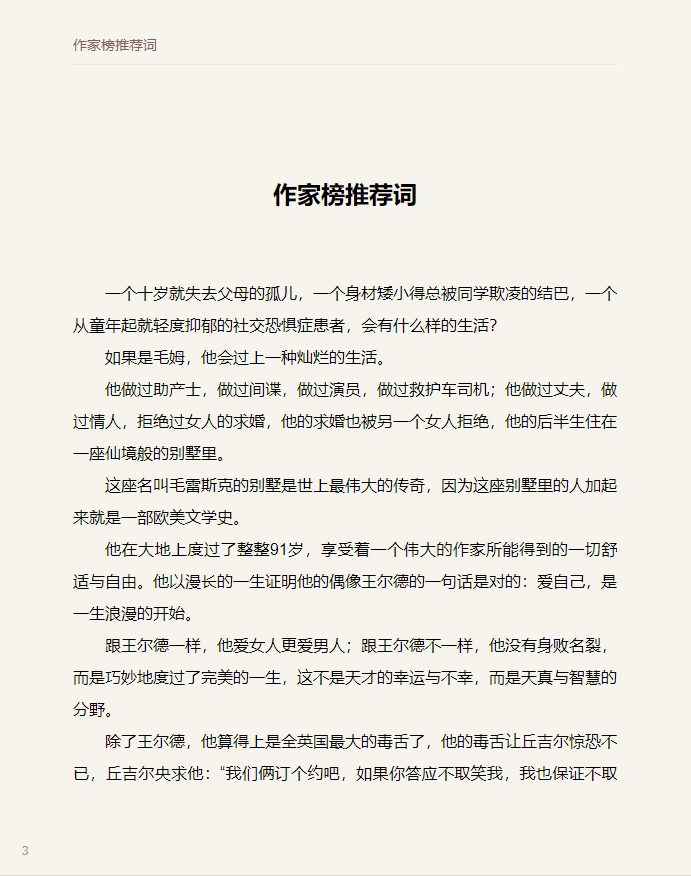 作家榜推荐词
作家榜推荐词
一个十岁就失去父母的孤儿，一个身材矮小得总被同学欺凌的结巴，一个
从童年起就轻度抑郁的社交恐惧症患者，会有什么样的生活？
如果是毛姆，他会过上一种灿烂的生活。
他做过助产士，做过间谍，做过演员，做过救护车司机；他做过丈夫，做
过情人，拒绝过女人的求婚，他的求婚也被另一个女人拒绝，他的后半生住在
一座仙境般的别墅里。
这座名叫毛雷斯克的别墅是世上最伟大的传奇，因为这座别墅里的人加起
来就是一部欧美文学史。
他在大地上度过了整整91岁，享受着一个伟大的作家所能得到的一切舒
适与自由。他以漫长的一生证明他的偶像王尔德的一句话是对的：爱自己，是
一生浪漫的开始。
跟王尔德一样，他爱女人更爱男人；跟王尔德不一样，他没有身败名裂，
而是巧妙地度过了完美的一生，这不是天才的幸运与不幸，而是天真与智慧的
分野。
除了王尔德，他算得上是全英国最大的毒舌了，他的毒舌让丘吉尔惊恐不
已，丘吉尔央求他：“我们俩订个约吧，如果你答应不取笑我，我也保证不取
3